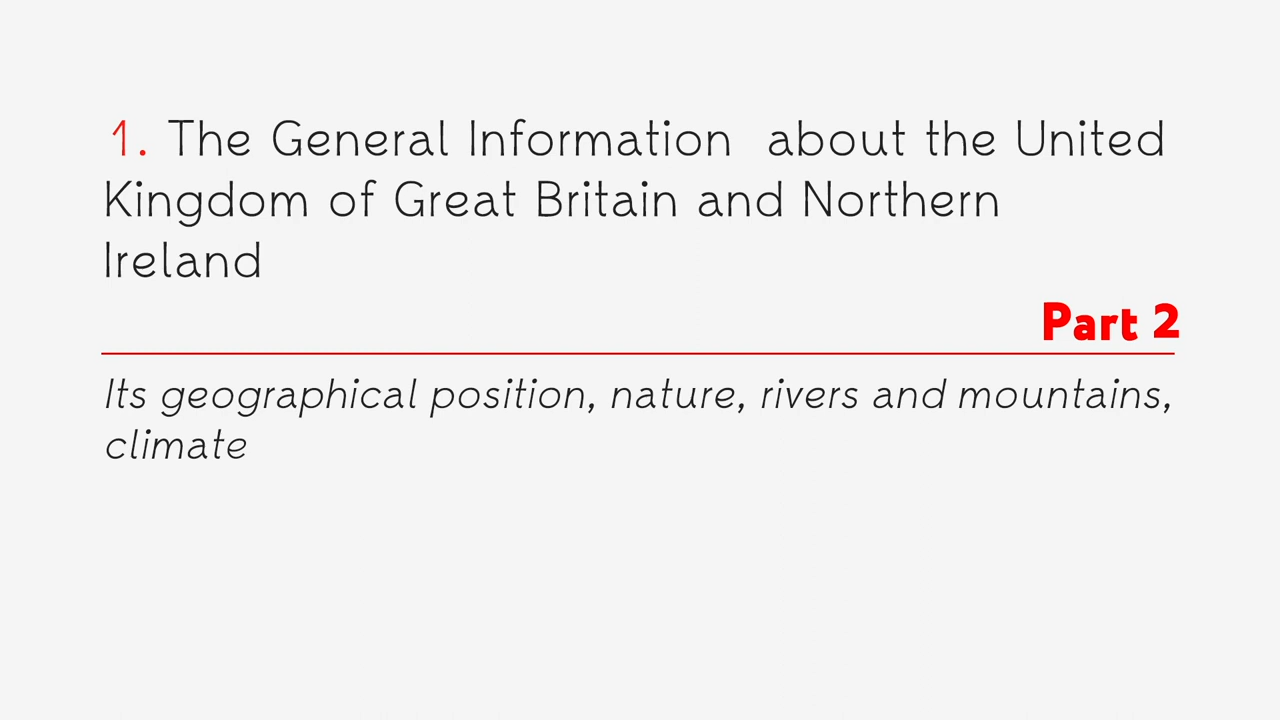 1. The General Information about the United
Kingdom of Great Britain and Northern
Ireland
Part 2
Its geographical position, nature, rivers and mountains,
climate